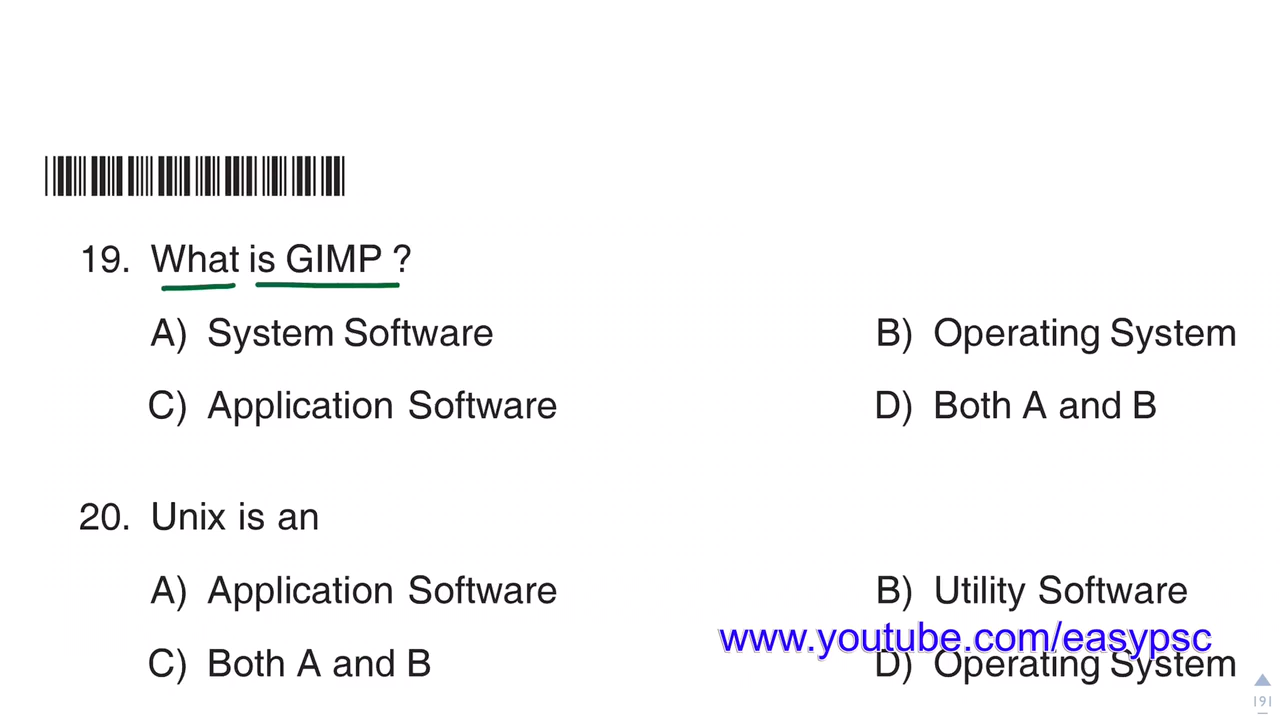 19. What is GIMP ?
A) System Software B) Operating System
C) Application Software D) Both A and B
20. Unix is an
A) Application Software B) Utility Software
www.youtube.com/easypsc
C) Both A and B D) Operating System
191